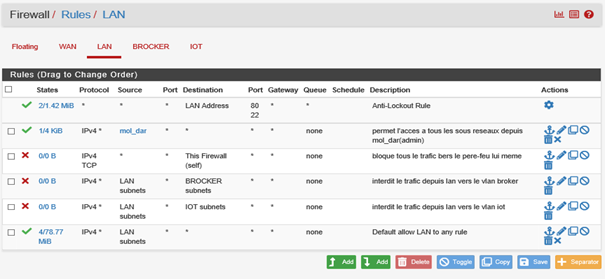 Firewall / Rules / LAN
Floating WAN LAN BROCKER IOT
Rules (Drag to Change Order)
States Protocol Source Port Destination Port Gateway Queue Schedule Description Actions
2/1.42 MiB * * * LAN Address 80 * * Anti-Lockout Rule
22
1/4 KiB IPv4 * mol_dar * * * * none permet l'acces a tous les sous reseaux depuis
mol_dar(admin)
0/0 B IPv4 * * This Firewall * * none bloque tous le trafic bers le pere-feu lui meme
TCP (self)
0/0 B IPv4 * LAN * BROCKER * * none interdit le trafic depuis lan vers le vlan broker
subnets subnets
0/0 B IPv4 * LAN * IOT subnets * * none interdit le trafic depuis lan vers le vlan iot
subnets
4/78.77 IPv4 * LAN * * * * none Default allow LAN to any rule
MiB subnets
Add Add Delete Toggle Copy Save Separator